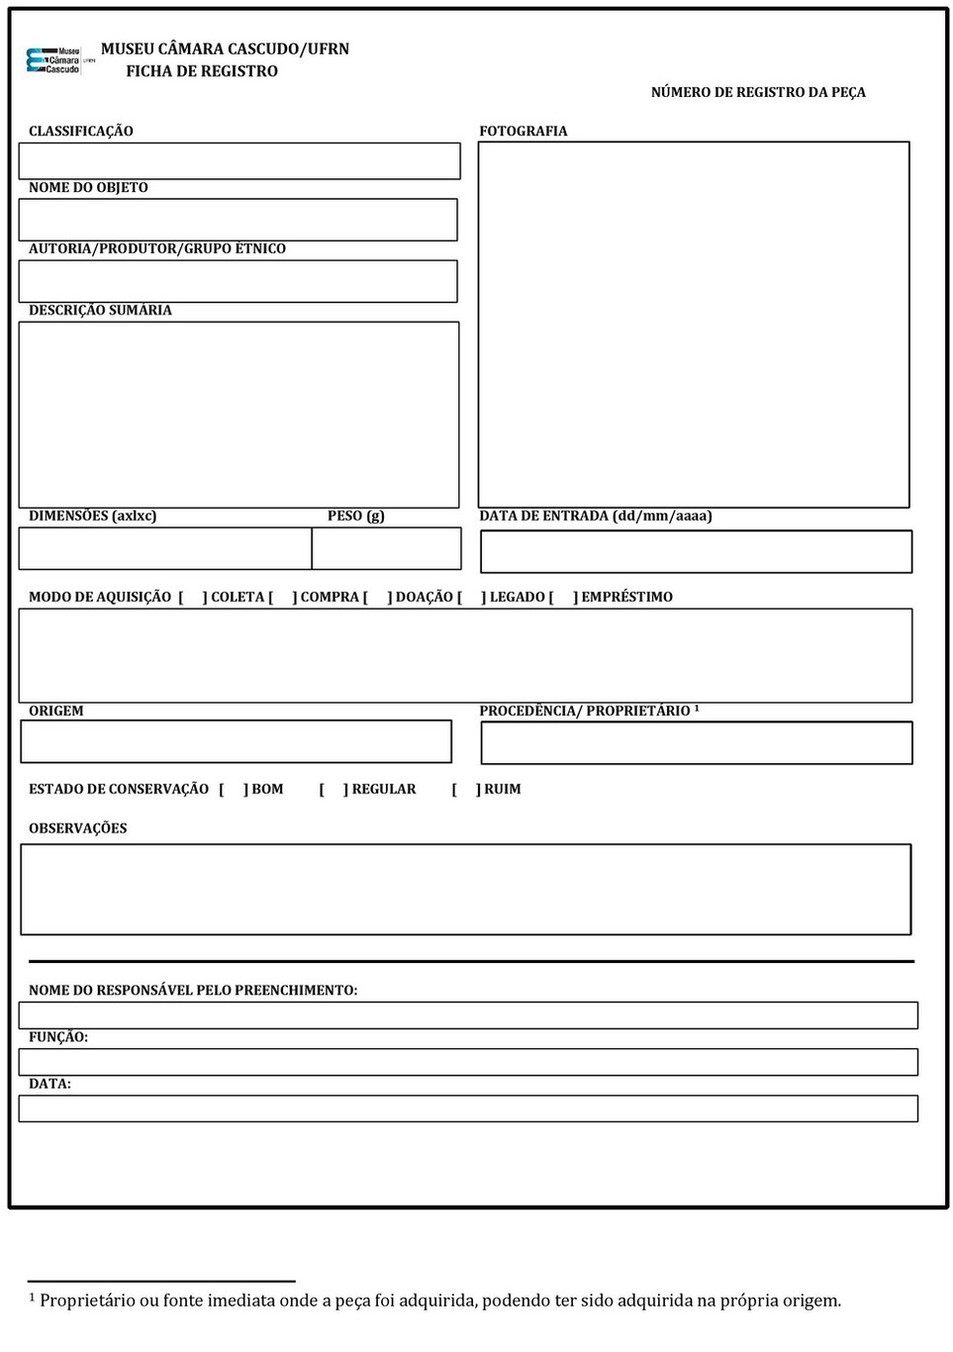 Museu
Câmara
Cascudo
UFRN
MUSEU CÂMARA CASCUDO/UFRN
FICHA DE REGISTRO
NÚMERO DE REGISTRO DA PEÇA
CLASSIFICAÇÃO
FOTOGRAFIA
NOME DO OBJETO
AUTORIA/PRODUTOR/GRUPO ÉTNICO
DESCRIÇÃO SUMÁRIA
DIMENSÕES (axlxc) PESO (g) DATA DE ENTRADA (dd/mm/aaaa)
MODO DE AQUISIÇÃO [ ] COLETA [ ] COMPRA [ ] DOAÇÃO [ ] LEGADO [ ] EMPRÉSTIMO
ORIGEM PROCEDÊNCIA/ PROPRIETÁRIO ¹
ESTADO DE CONSERVAÇÃO [ ] BOM [ ] REGULAR [ ] RUIM
OBSERVAÇÕES
NOME DO RESPONSÁVEL PELO PREENCHIMENTO:
FUNÇÃO:
DATA:
¹ Proprietário ou fonte imediata onde a peça foi adquirida, podendo ter sido adquirida na própria origem.